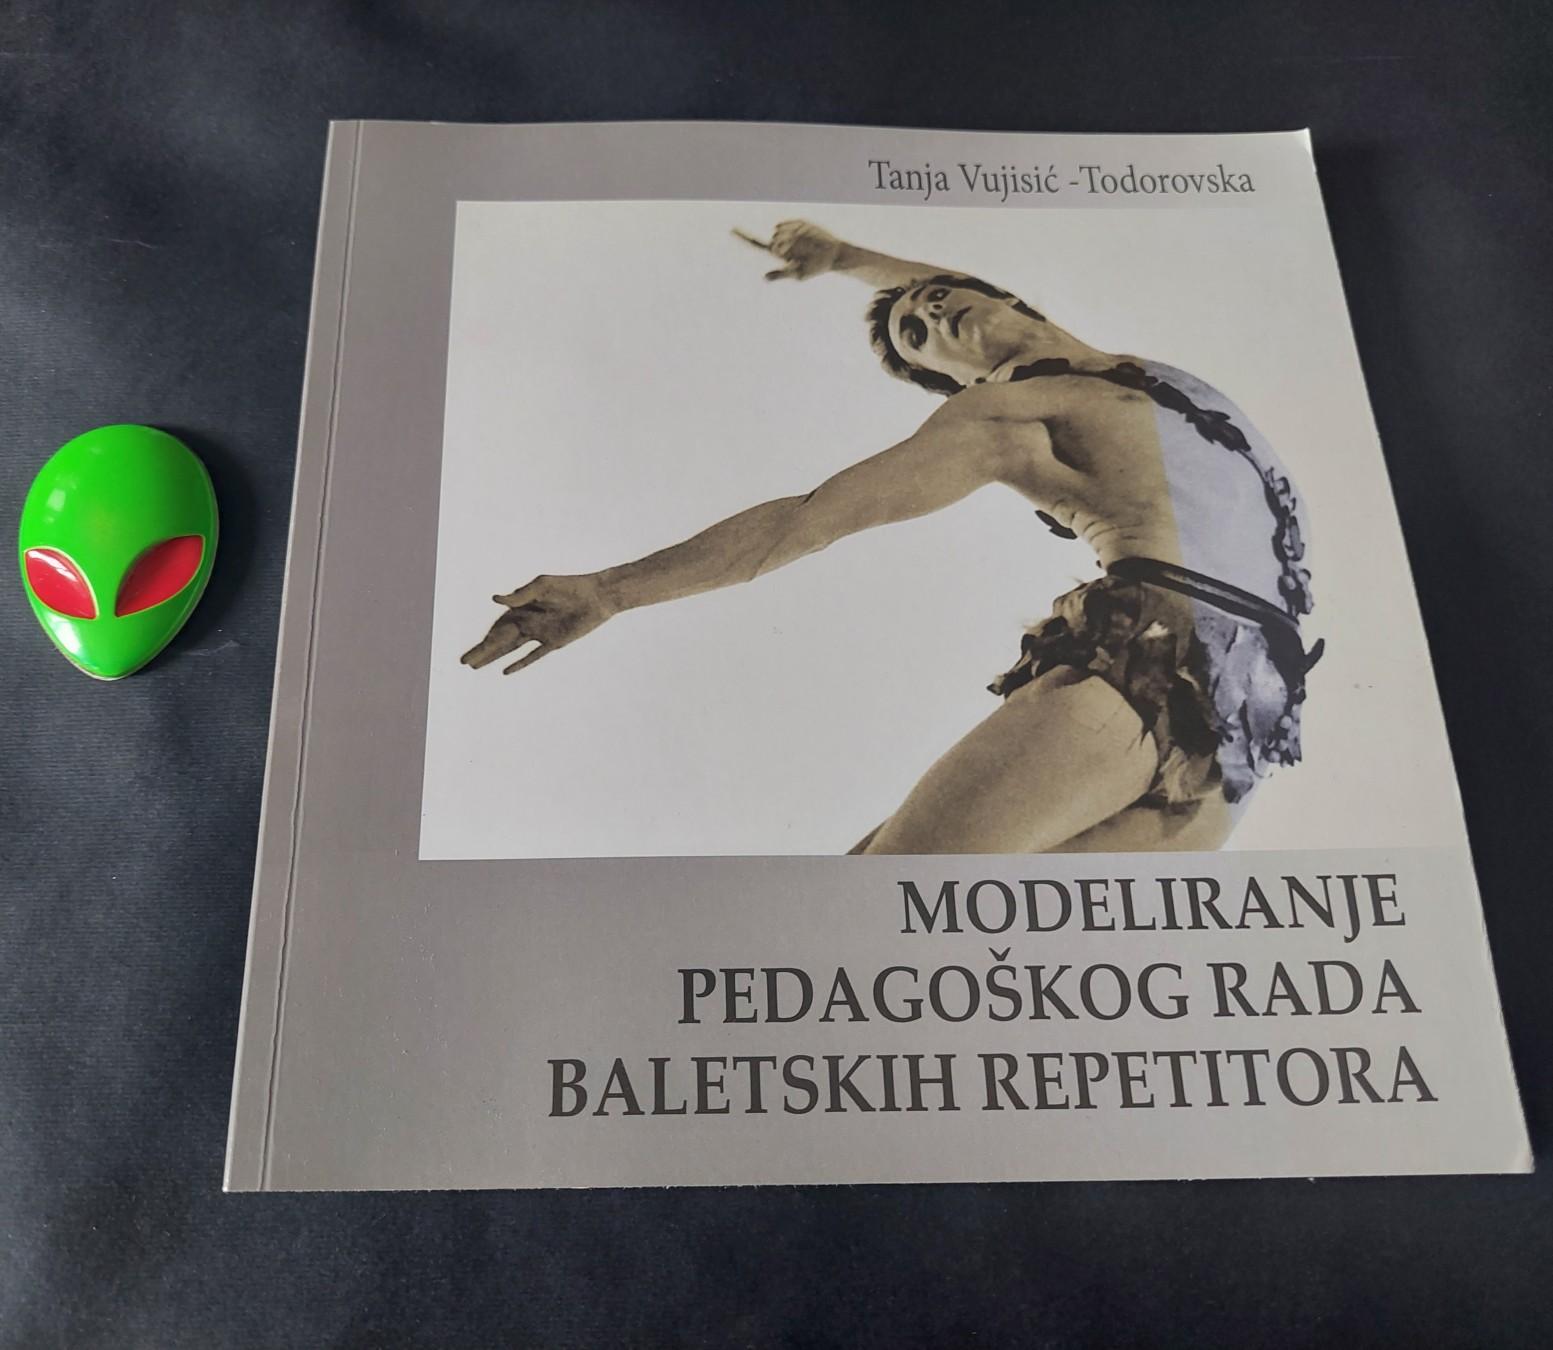 Tanja Vujisić -Todorovska
MODELIRANJE
PEDAGOŠKOG RADA
BALETSKIH REPETITORA